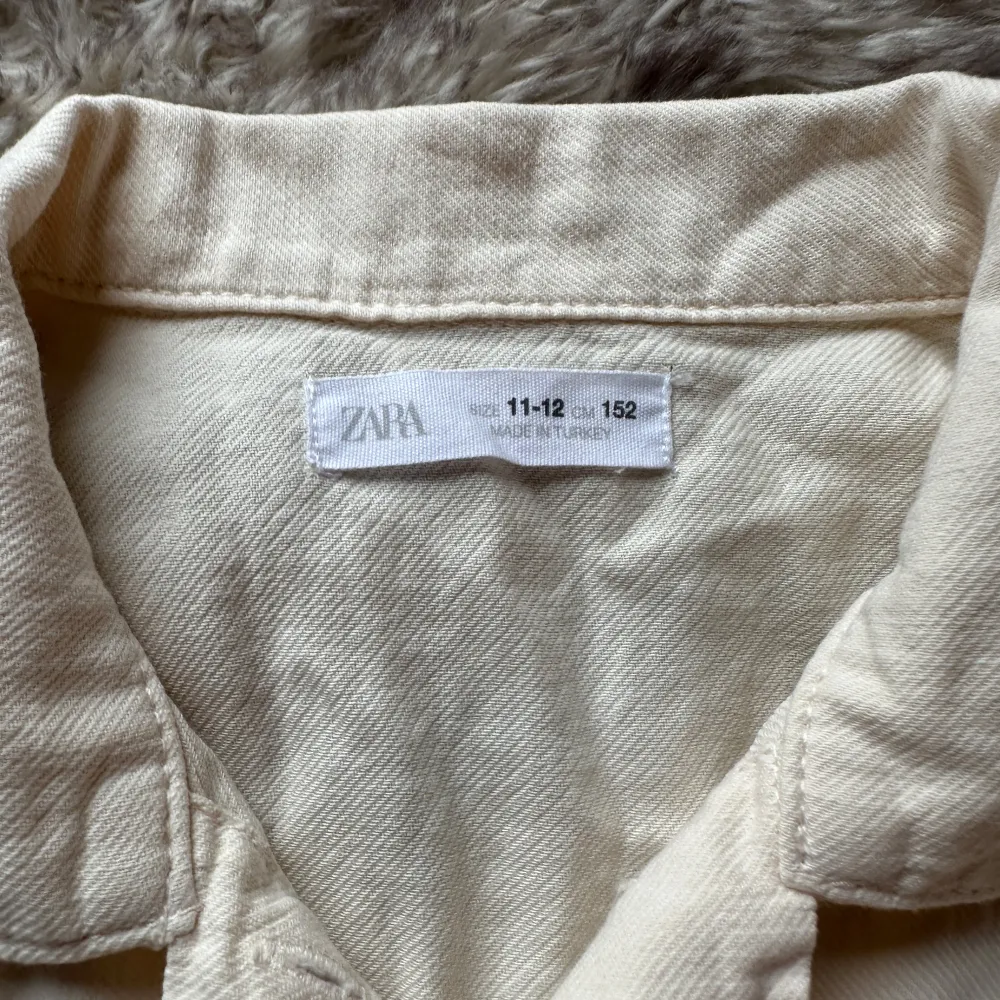 ZARA
SIZE 11-12 CM 152
MADE IN TURKEY